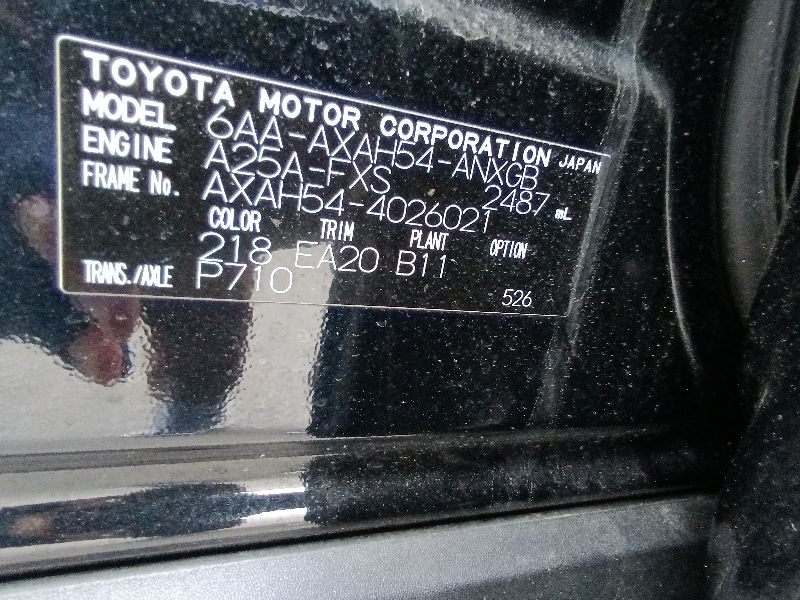 TOYOTA MOTOR CORPORATION JAPAN
MODEL 6AA-AXAH54-ANXGB
ENGINE A25A-FXS 2487 mL
FRAME No. AXAH54-4026021
COLOR TRIM PLANT OPTION
218 EA20 B11
TRANS./AXLE P710 526